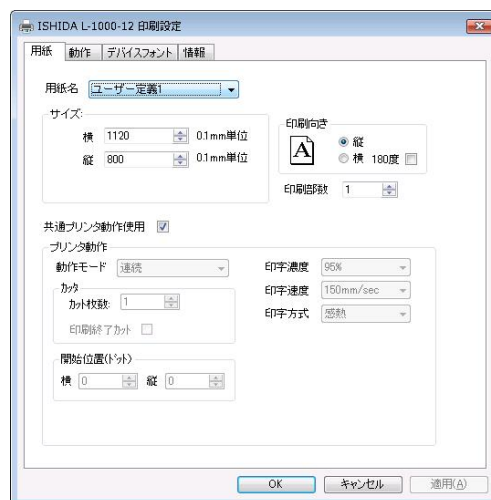 ISHIDA L-1000-12 印刷設定
用紙 動作 デバイスフォント 情報
用紙名 ユーザー定義1
サイズ:
横 1120 0.1mm単位
縦 800 0.1mm単位
印刷向き
A 縦
横 180度
印刷部数 1
共通プリンタ動作使用
プリンタ動作
動作モード 連続
カッタ
カット枚数: 1
印刷終了カット
開始位置(ドット)
横 0 縦 0
印字濃度 95%
印字速度 150mm/sec
印字方式 感熱
OK キャンセル 適用(A)